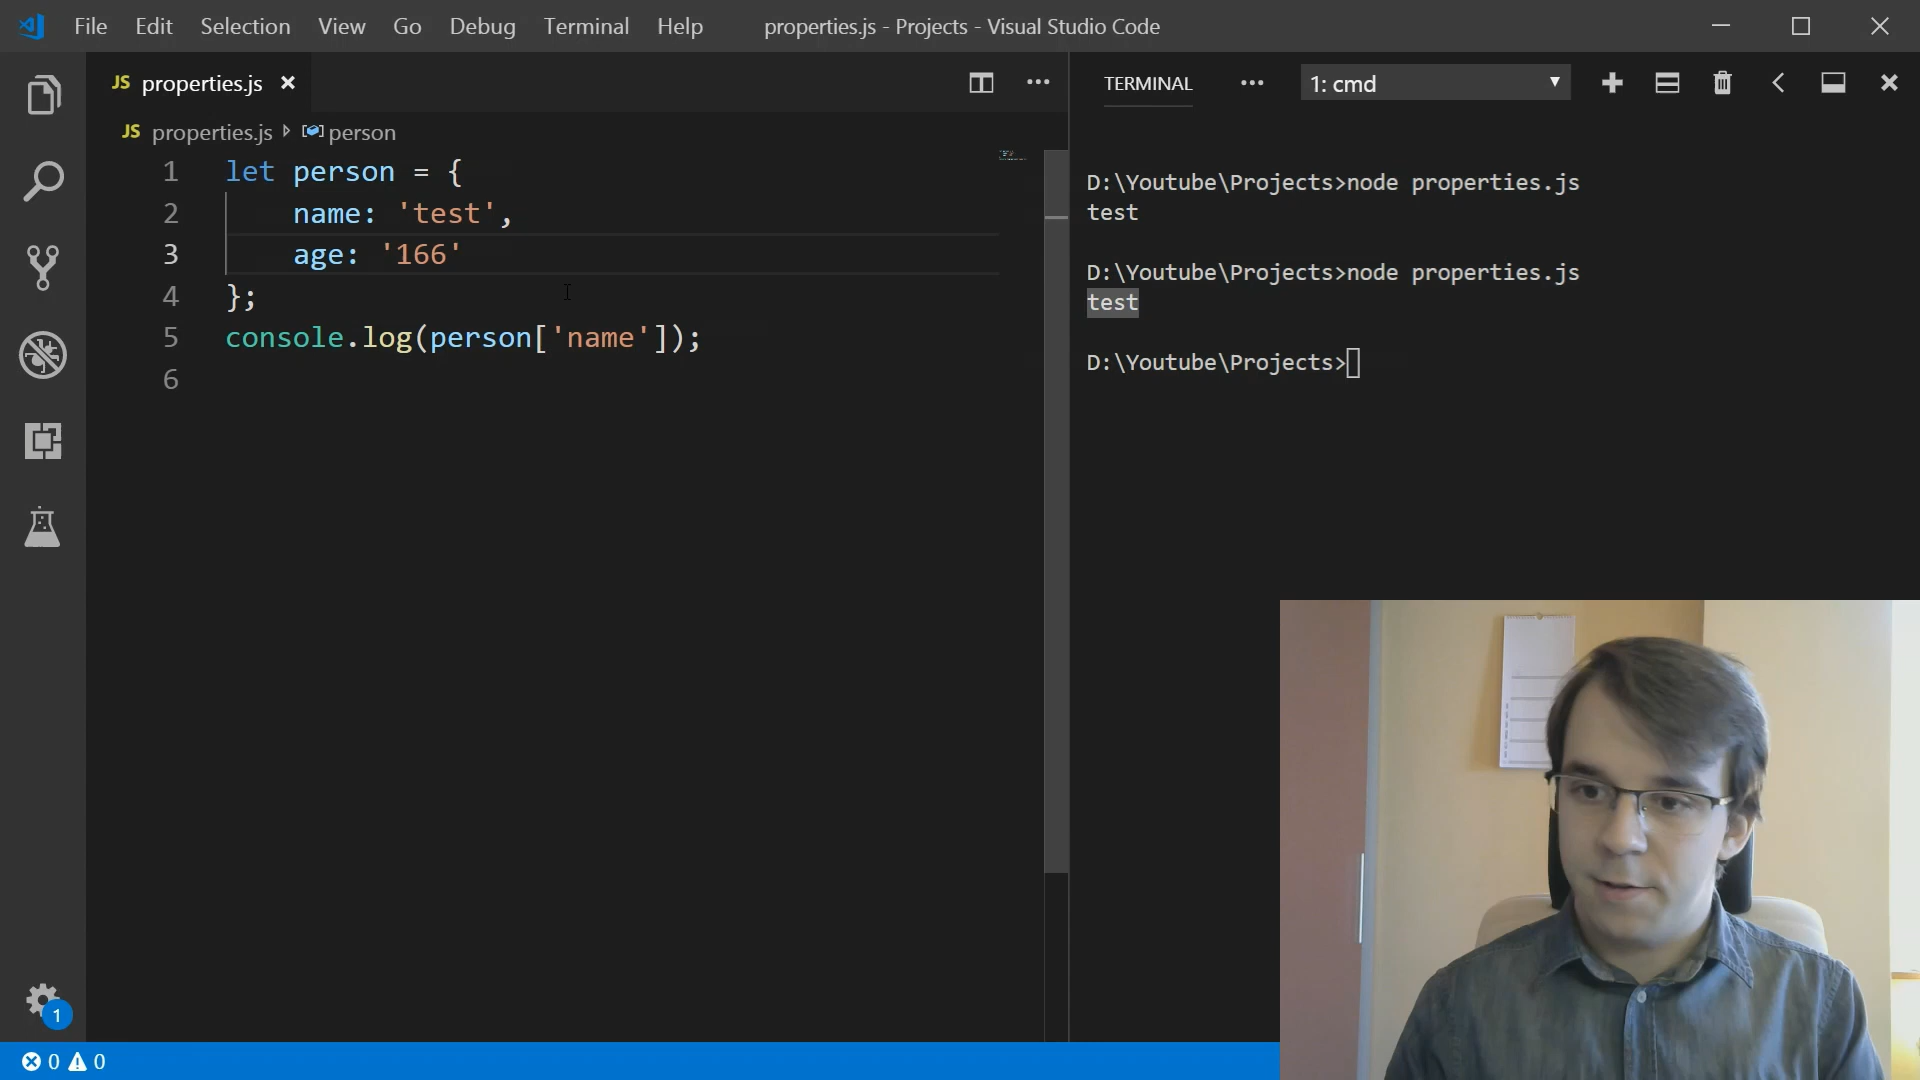 File Edit Selection View Go Debug Terminal Help properties.js - Projects - Visual Studio Code
JS properties.js
TERMINAL 1: cmd
JS properties.js person
1 let person = {
2 name: 'test',
3 age: '166'
4 };
5 console.log(person['name']);
6
D:\Youtube\Projects>node properties.js
test
D:\Youtube\Projects>node properties.js
test
D:\Youtube\Projects>
1
0 0